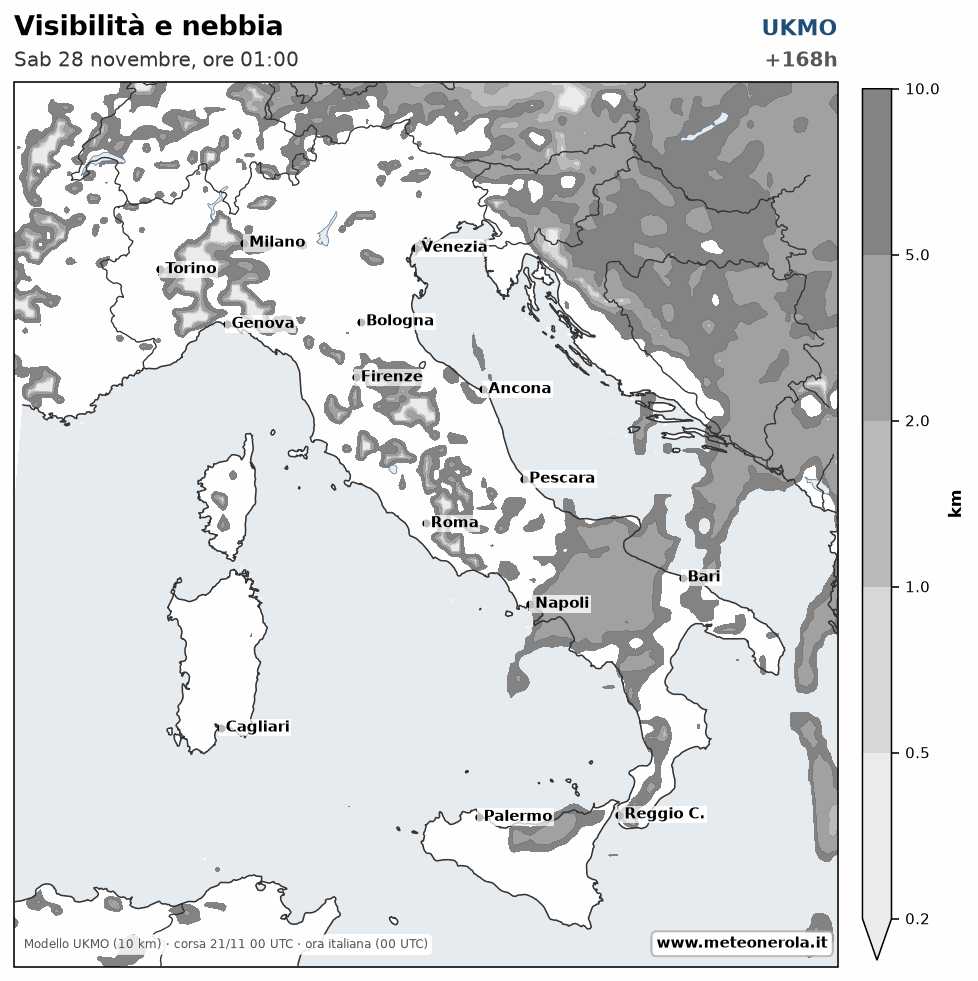 Visibilità e nebbia
UKMO
Sab 28 novembre, ore 01:00
+168h
10.0
5.0
2.0
1.0
0.5
0.2
km
Milano
Venezia
Torino
Genova
Bologna
Firenze
Ancona
Pescara
Roma
Bari
Napoli
Cagliari
Palermo
Reggio C.
Modello UKMO (10 km) · corsa 21/11 00 UTC · ora italiana (00 UTC)
www.meteonerola.it